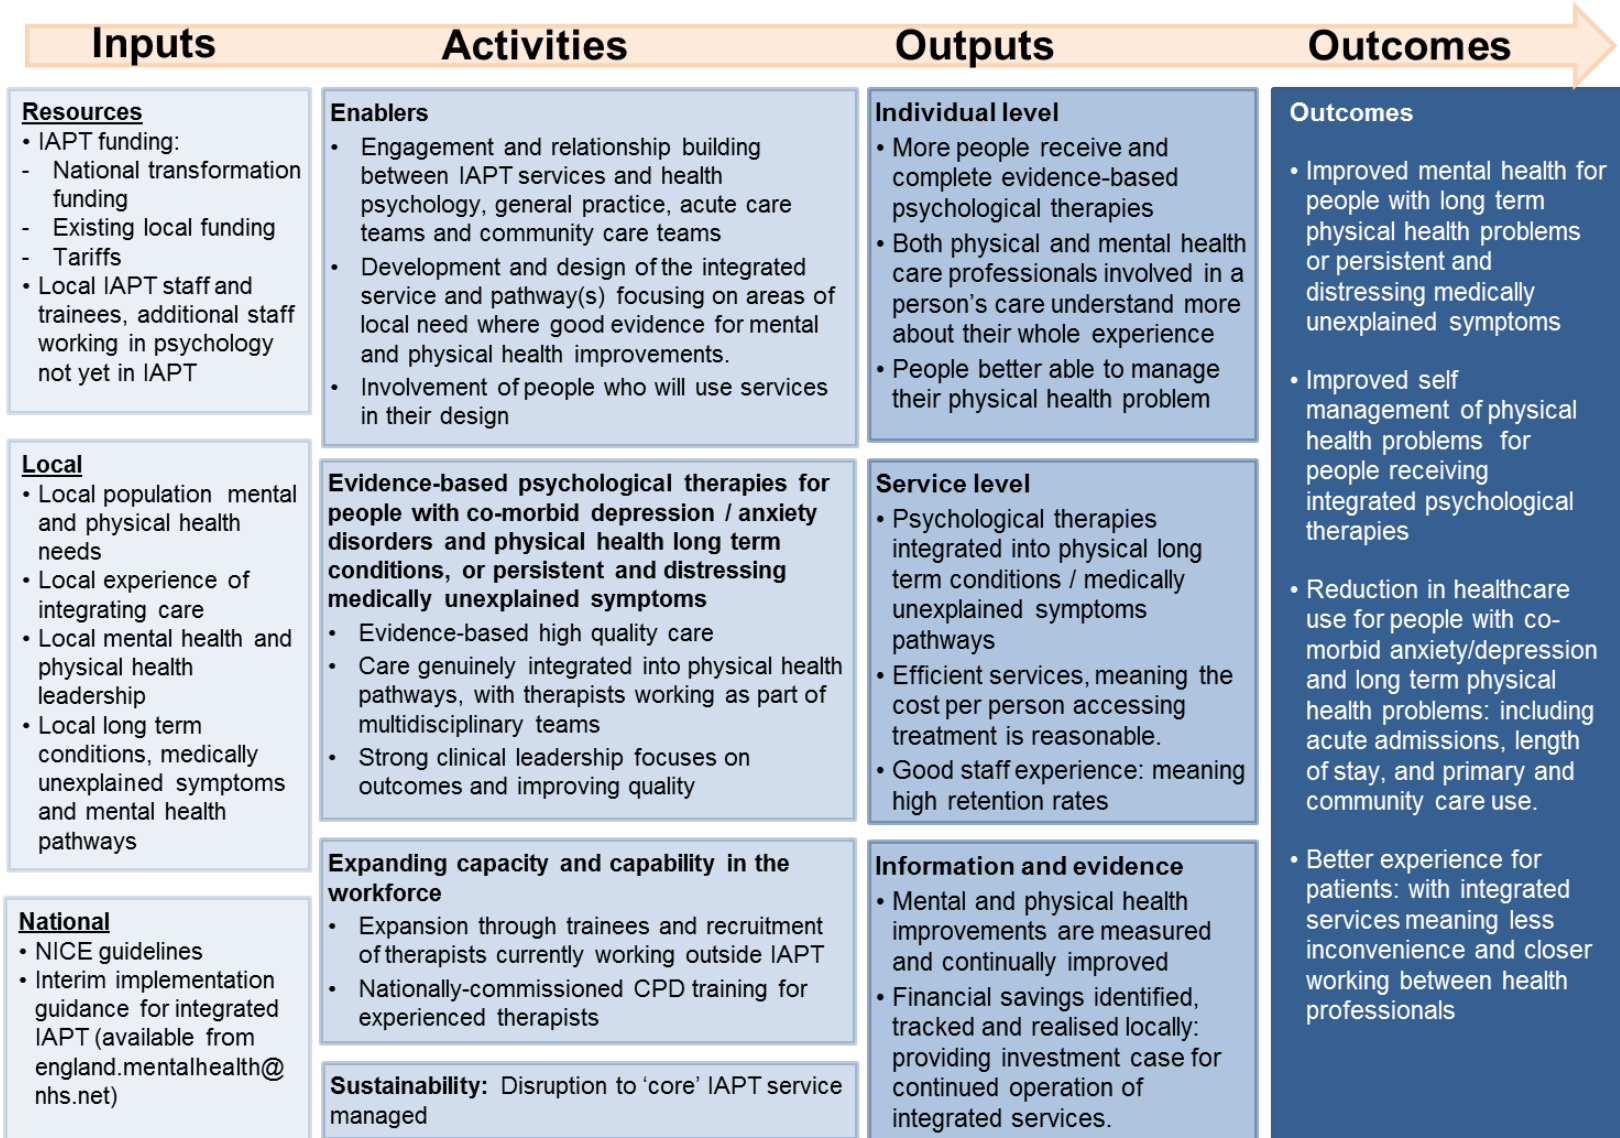 Inputs
Activities
Outputs
Outcomes
Resources
• IAPT funding:
- National transformation
funding
- Existing local funding
- Tariffs
• Local IAPT staff and
trainees, additional staff
working in psychology
not yet in IAPT
Local
• Local population mental
and physical health
needs
• Local experience of
integrating care
• Local mental health and
physical health
leadership
• Local long term
conditions, medically
unexplained symptoms
and mental health
pathways
National
• NICE guidelines
• Interim implementation
guidance for integrated
IAPT (available from
england.mentalhealth@
nhs.net)
Enablers
• Engagement and relationship building
between IAPT services and health
psychology, general practice, acute care
teams and community care teams
• Development and design of the integrated
service and pathway(s) focusing on areas of
local need where good evidence for mental
and physical health improvements.
• Involvement of people who will use services
in their design
Evidence-based psychological therapies for
people with co-morbid depression / anxiety
disorders and physical health long term
conditions, or persistent and distressing
medically unexplained symptoms
• Evidence-based high quality care
• Care genuinely integrated into physical health
pathways, with therapists working as part of
multidisciplinary teams
• Strong clinical leadership focuses on
outcomes and improving quality
Expanding capacity and capability in the
workforce
• Expansion through trainees and recruitment
of therapists currently working outside IAPT
• Nationally-commissioned CPD training for
experienced therapists
Sustainability: Disruption to ‘core’ IAPT service
managed
Individual level
• More people receive and
complete evidence-based
psychological therapies
• Both physical and mental health
care professionals involved in a
person’s care understand more
about their whole experience
• People better able to manage
their physical health problem
Service level
• Psychological therapies
integrated into physical long
term conditions / medically
unexplained symptoms
pathways
• Efficient services, meaning the
cost per person accessing
treatment is reasonable.
• Good staff experience: meaning
high retention rates
Information and evidence
• Mental and physical health
improvements are measured
and continually improved
• Financial savings identified,
tracked and realised locally:
providing investment case for
continued operation of
integrated services.
Outcomes
• Improved mental health for
people with long term
physical health problems
or persistent and
distressing medically
unexplained symptoms
• Improved self
management of physical
health problems for
people receiving
integrated psychological
therapies
• Reduction in healthcare
use for people with co-
morbid anxiety/depression
and long term physical
health problems: including
acute admissions, length
of stay, and primary and
community care use.
• Better experience for
patients: with integrated
services meaning less
inconvenience and closer
working between health
professionals